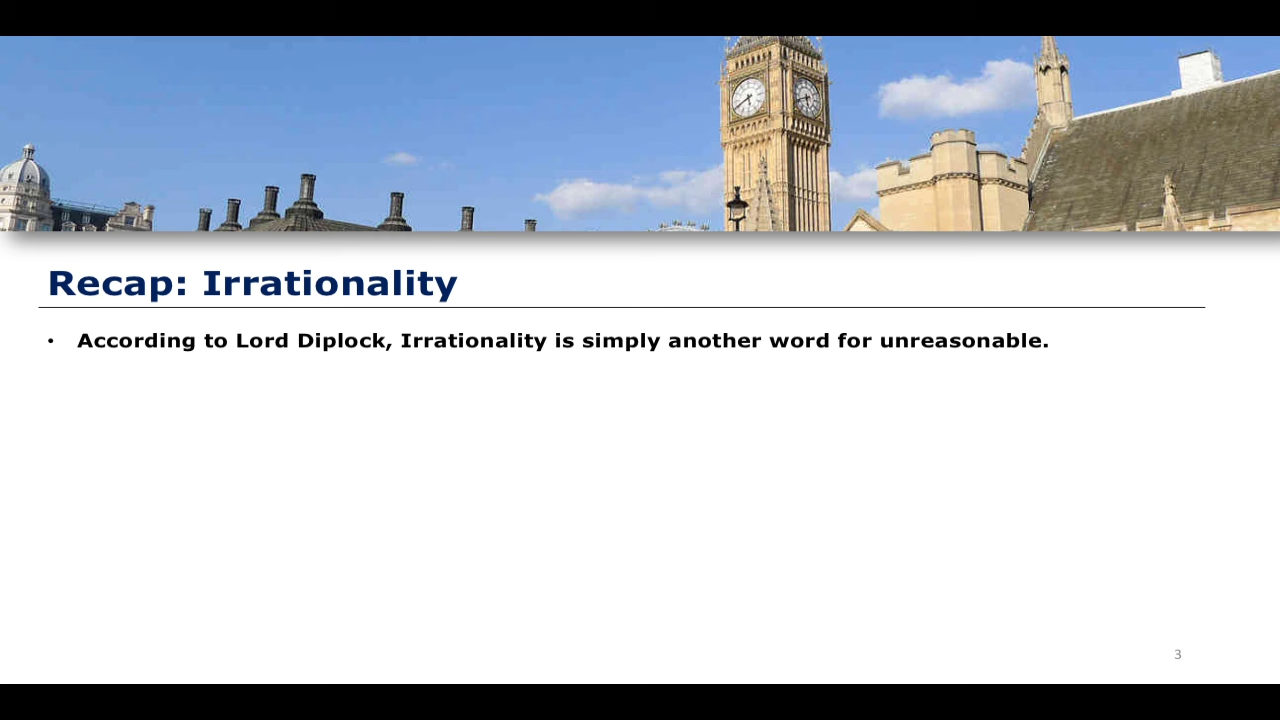 Recap: Irrationality
• According to Lord Diplock, Irrationality is simply another word for unreasonable.
3